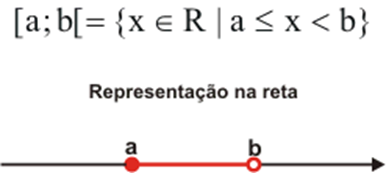 [a;b[= {x ∈ R | a ≤ x < b}
Representação na reta
a b